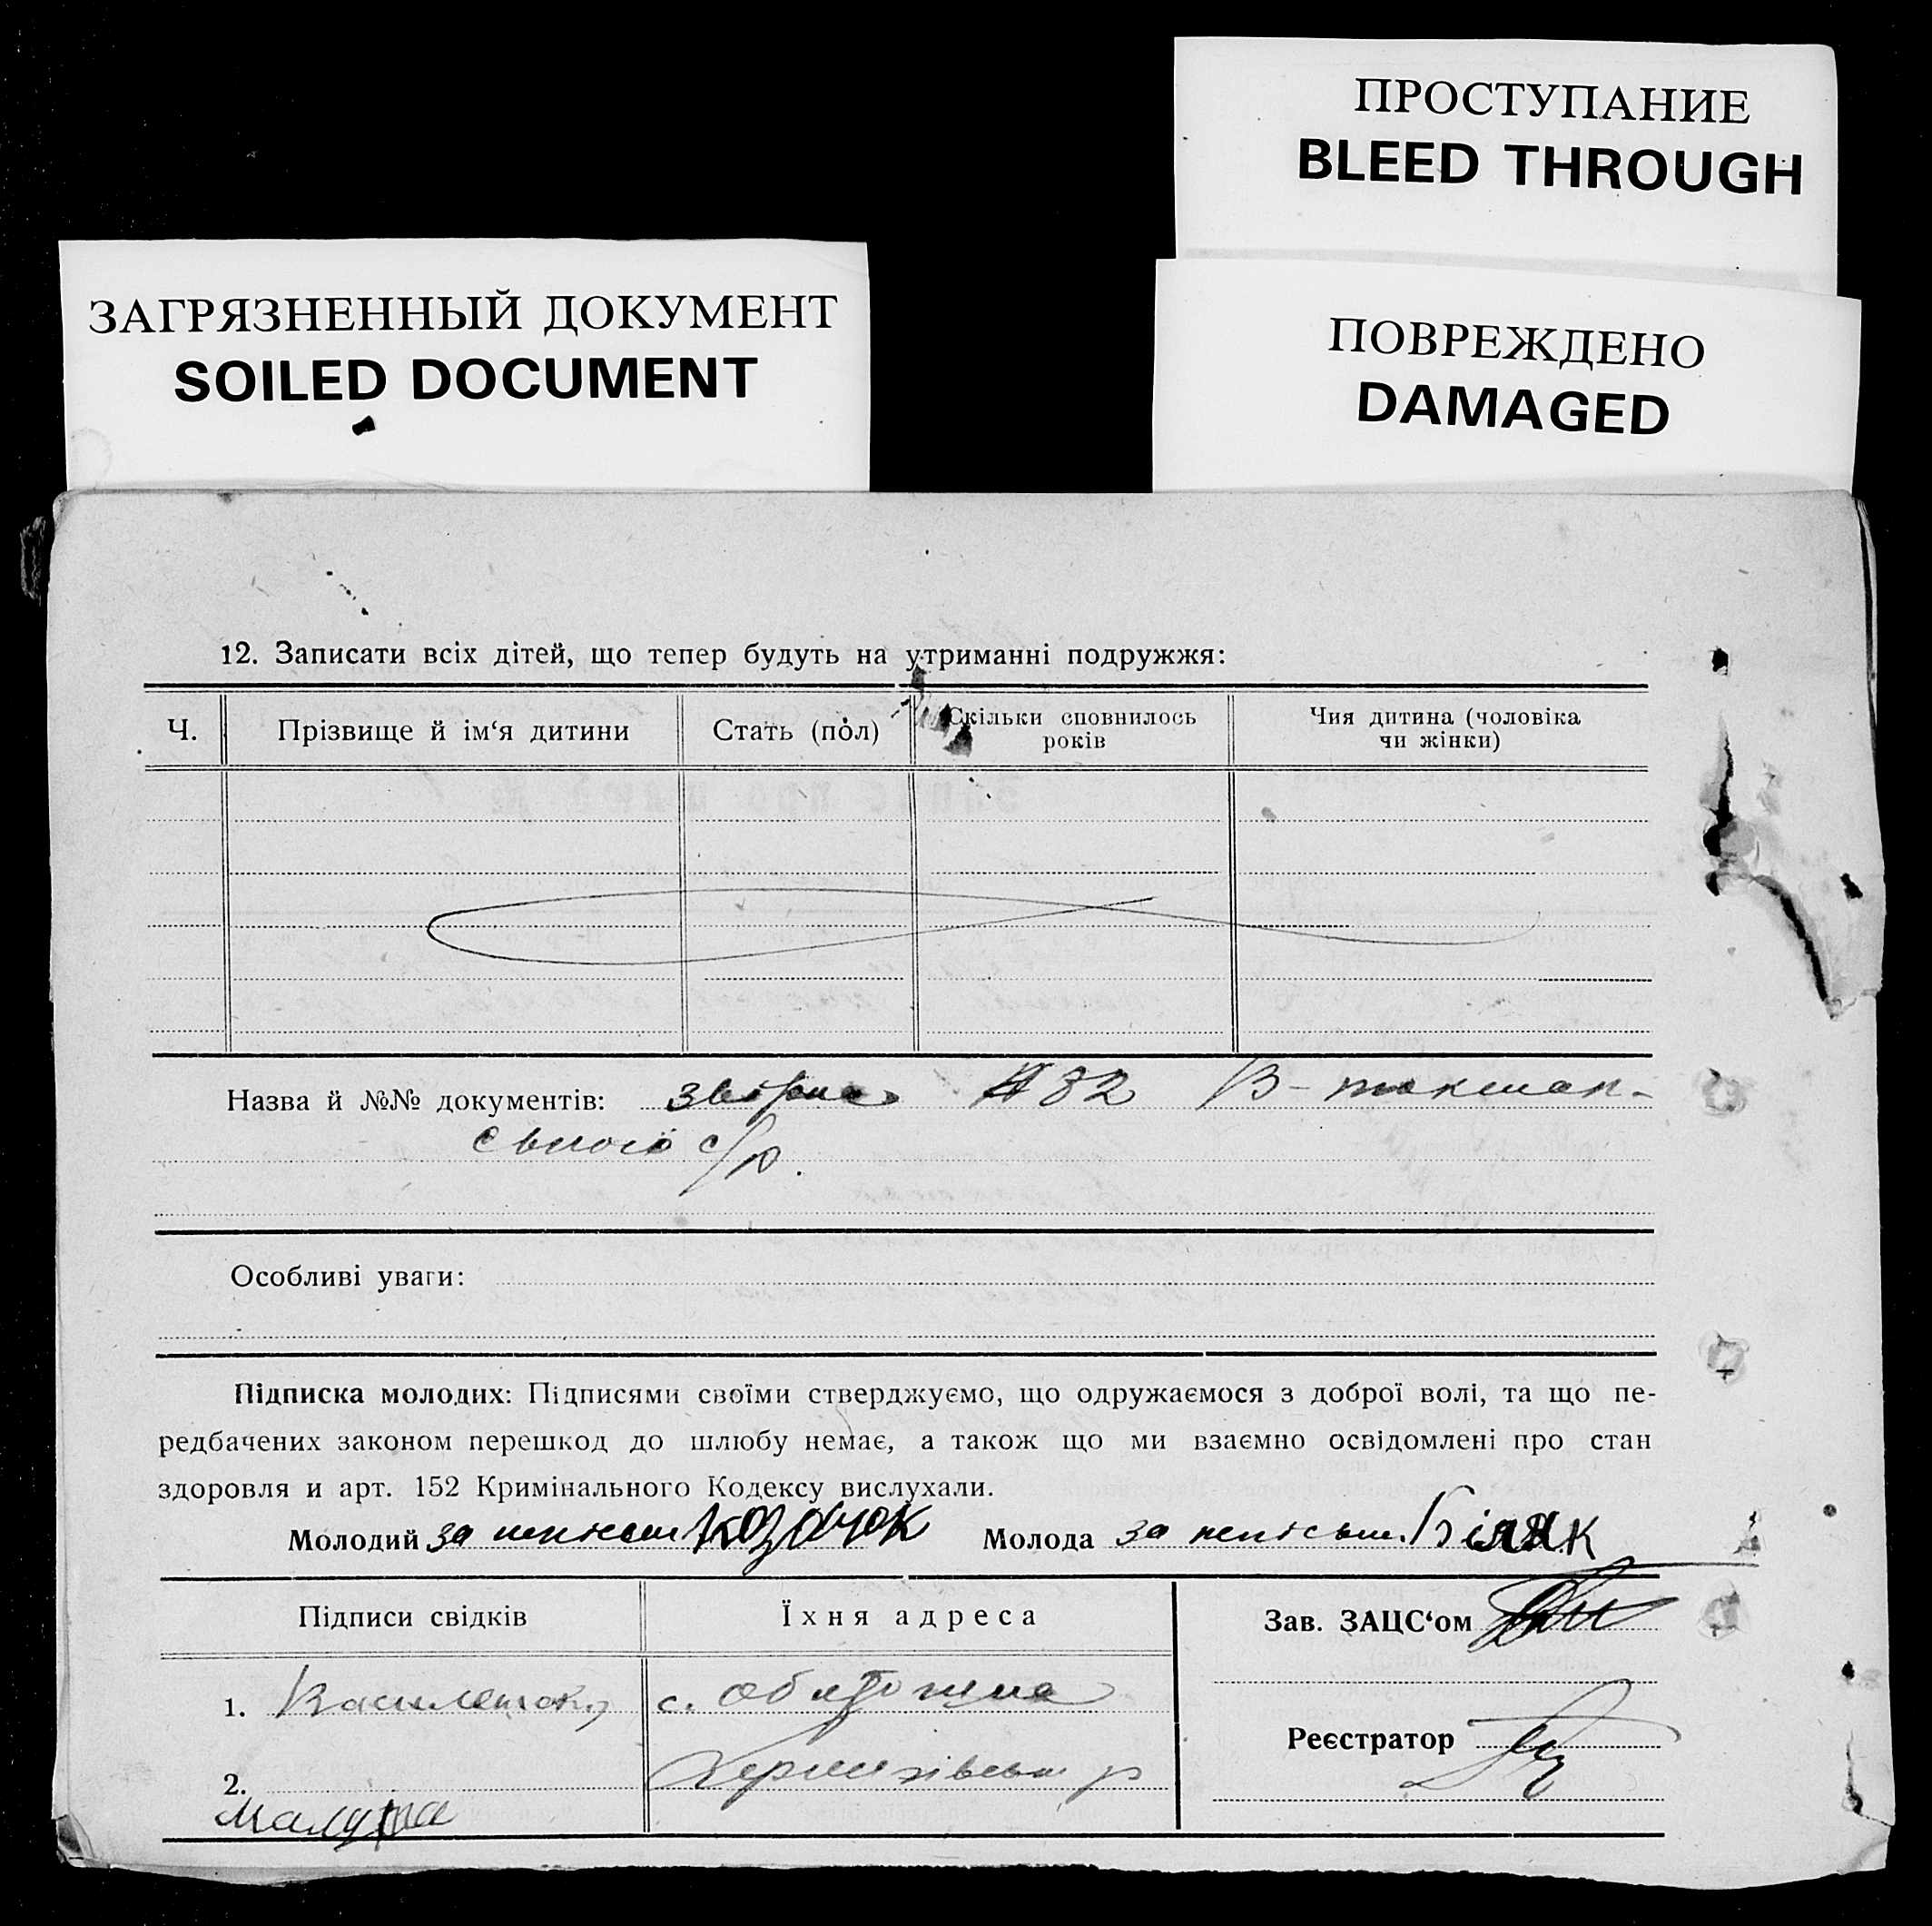 ПРОСТУПАНИЕ
BLEED THROUGH
ЗАГРЯЗНЕННЫЙ ДОКУМЕНТ
SOILED DOCUMENT
ПОВРЕЖДЕНО
DAMAGED
12. Записати всіх дітей, що тепер будуть на утриманні подружжя:
Ч. Прізвище й ім‘я дитини Стать (пол) Скільки сповнилось років Чия дитина (чоловіка чи жінки)
Назва й №№ документів: №32 В-
с/р.
Особливі уваги:
Підписка молодих: Підписями своїми стверджуємо, що одружаємося з доброї волі, та що пе-
редбачених законом перешкод до шлюбу немає, а також що ми взаємно освідомлені про стан
здоровля и арт. 152 Кримінального Кодексу вислухали.
Молодий за Козачок Молода за Біляк
Підписи свідків Їхня адреса Зав. ЗАЦС‘ом
1. с.
Реєстратор
2. р